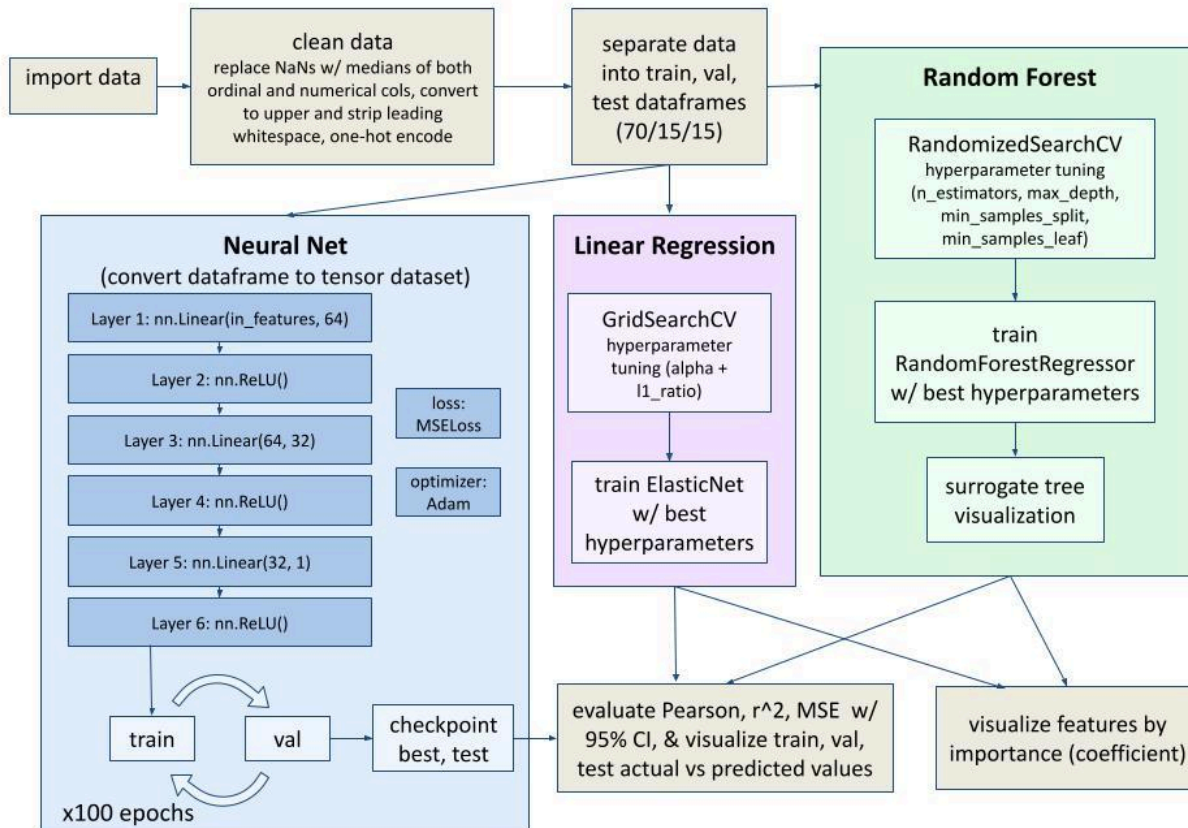 import data
clean data
replace NaNs w/ medians of both
ordinal and numerical cols, convert
to upper and strip leading
whitespace, one-hot encode
separate data
into train, val,
test dataframes
(70/15/15)
Random Forest
RandomizedSearchCV
hyperparameter tuning
(n_estimators, max_depth,
min_samples_split,
min_samples_leaf)
train
RandomForestRegressor
w/ best hyperparameters
surrogate tree
visualization
Neural Net
(convert dataframe to tensor dataset)
Layer 1: nn.Linear(in_features, 64)
Layer 2: nn.ReLU()
Layer 3: nn.Linear(64, 32)
Layer 4: nn.ReLU()
Layer 5: nn.Linear(32, 1)
Layer 6: nn.ReLU()
loss:
MSELoss
optimizer:
Adam
train
val
checkpoint
best, test
x100 epochs
Linear Regression
GridSearchCV
hyperparameter
tuning (alpha +
l1_ratio)
train ElasticNet
w/ best
hyperparameters
evaluate Pearson, r^2, MSE w/
95% CI, & visualize train, val,
test actual vs predicted values
visualize features by
importance (coefficient)